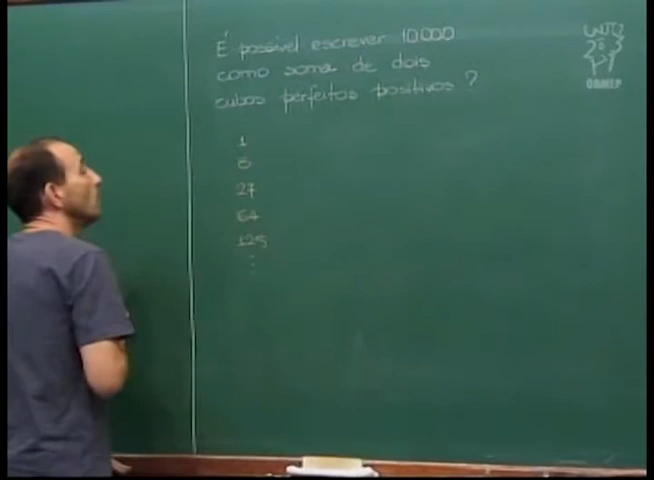 É possível escrever 10.000
como soma de dois
cubos perfeitos positivos ?
1
8
27
64
125
:
OBMEP